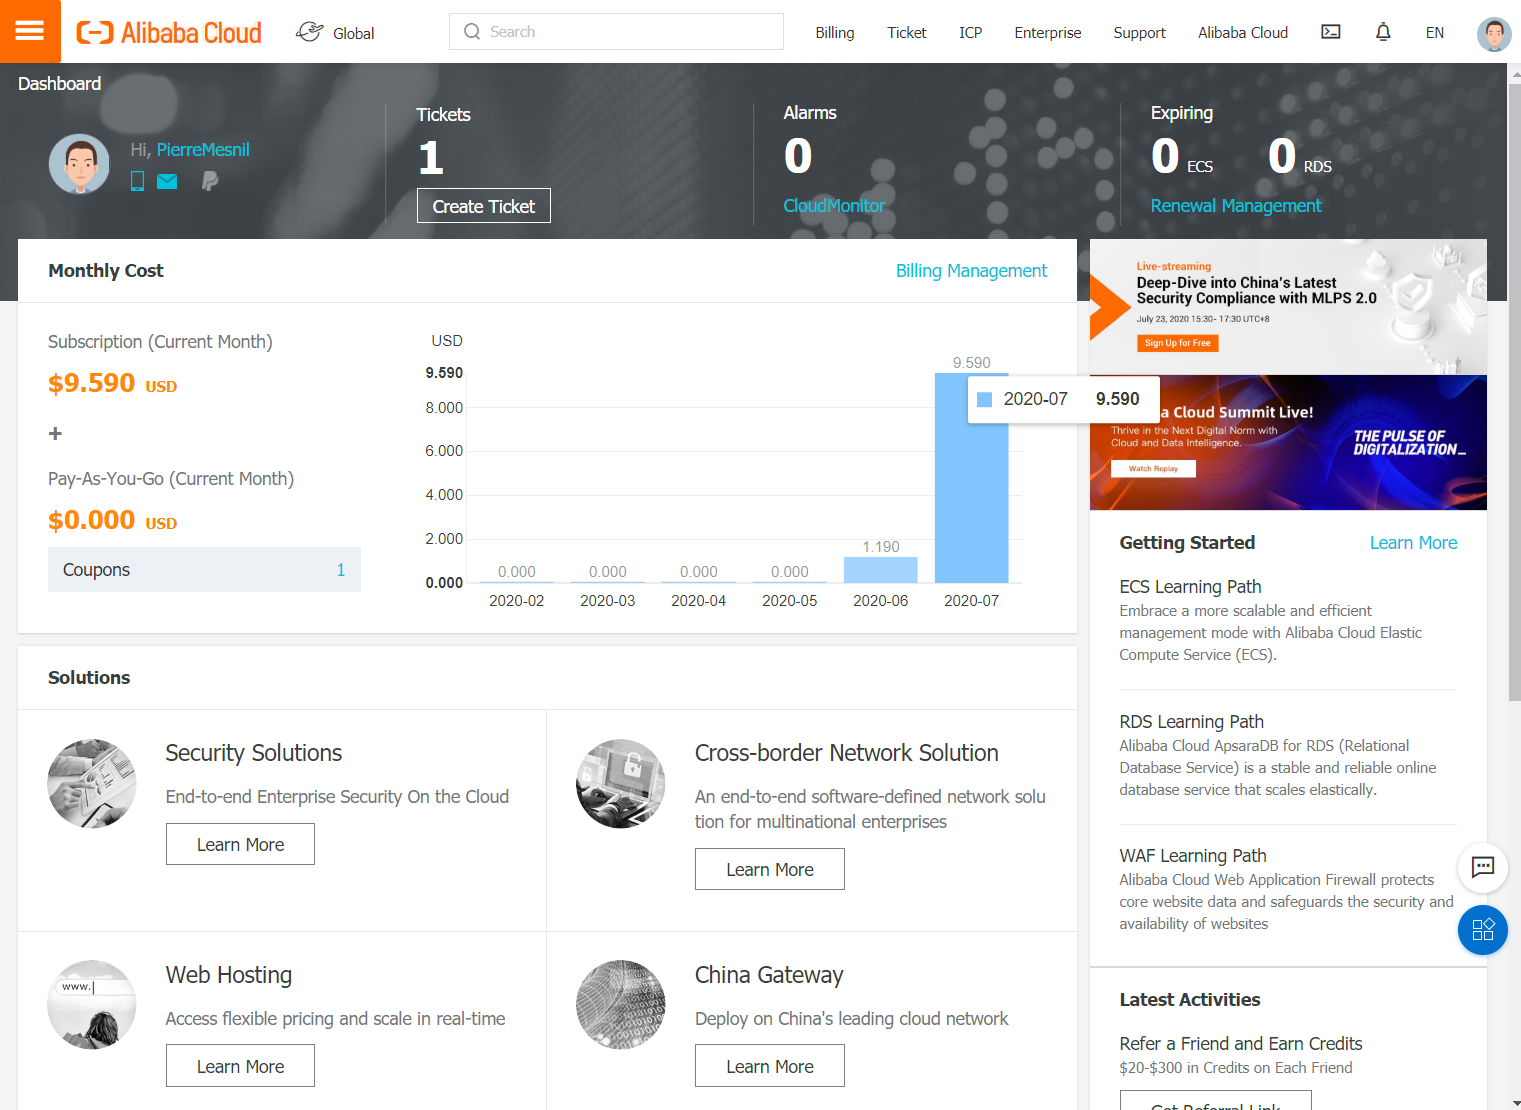 Alibaba Cloud
Global
Search
Billing
Ticket
ICP
Enterprise
Support
Alibaba Cloud
EN
Dashboard
Hi, PierreMesnil
Tickets
1
Create Ticket
Alarms
0
CloudMonitor
Expiring
0 ECS
0 RDS
Renewal Management
Monthly Cost
Billing Management
Subscription (Current Month)
$9.590 USD
+
Pay-As-You-Go (Current Month)
$0.000 USD
Coupons 1
USD
9.590
8.000
6.000
4.000
2.000
0.000
0.000
0.000
0.000
0.000
1.190
9.590
2020-02
2020-03
2020-04
2020-05
2020-06
2020-07
2020-07 9.590
Live-streaming
Deep-Dive into China's Latest
Security Compliance with MLPS 2.0
July 23, 2020 15:30- 17:30 UTC+8
Sign Up for Free
a Cloud Summit Live!
Thrive in the Next Digital Norm with
Cloud and Data Intelligence.
Watch Replay
THE PULSE OF
DIGITALIZATION_
Getting Started
Learn More
ECS Learning Path
Embrace a more scalable and efficient
management mode with Alibaba Cloud Elastic
Compute Service (ECS).
RDS Learning Path
Alibaba Cloud ApsaraDB for RDS (Relational
Database Service) is a stable and reliable online
database service that scales elastically.
WAF Learning Path
Alibaba Cloud Web Application Firewall protects
core website data and safeguards the security and
availability of websites
Latest Activities
Refer a Friend and Earn Credits
$20-$300 in Credits on Each Friend
Get Referral Link
Solutions
Security Solutions
End-to-end Enterprise Security On the Cloud
Learn More
Cross-border Network Solution
An end-to-end software-defined network solu
tion for multinational enterprises
Learn More
www.
Web Hosting
Access flexible pricing and scale in real-time
Learn More
China Gateway
Deploy on China's leading cloud network
Learn More